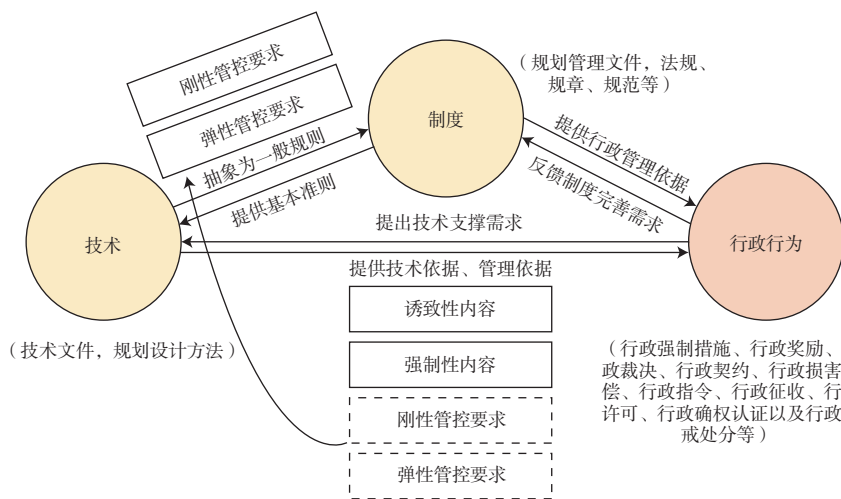 刚性管控要求
弹性管控要求
抽象为一般规则
提供基本准则
制度
（规划管理文件，法规、
规章、规范等）
提供行政管理依据
反馈制度完善需求
技术
提出技术支撑需求
提供技术依据、管理依据
行政行为
（技术文件，规划设计方法）
诱致性内容
强制性内容
刚性管控要求
弹性管控要求
（行政强制措施、行政奖励、
政裁决、行政契约、行政损害
偿、行政指令、行政征收、行
许可、行政确权认证以及行政
戒处分等）